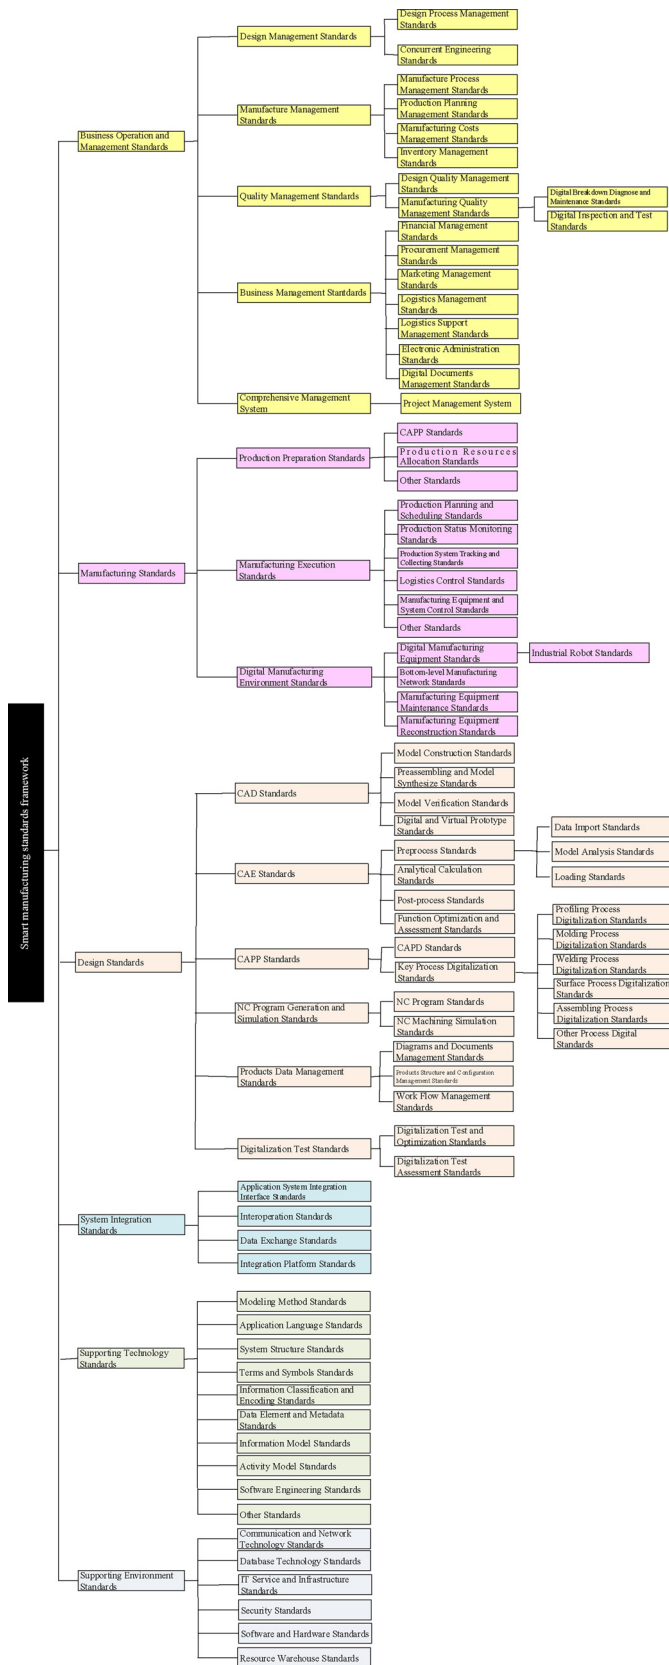 Smart manufacturing standards framework
Business Operation and
Management Standards
Design Management Standards
Design Process Management
Standards
Concurrent Engineering
Standards
Manufacture Management
Standards
Manufacture Process
Management Standards
Production Planning
Management Standards
Manufacturing Costs
Management Standards
Inventory Management
Standards
Quality Management Standards
Design Quality Management
Standards
Manufacturing Quality
Management Standards
Digital Breakdown Diagnose and
Maintenance Standards
Digital Inspection and Test
Standards
Business Management Stantdards
Financial Management
Standards
Procurement Management
Standards
Marketing Management
Standards
Logistics Management
Standards
Logistics Support
Management Standards
Electronic Administration
Standards
Digital Documents
Management Standards
Comprehensive Management
System
Project Management System
Manufacturing Standards
Production Preparation Standards
CAPP Standards
Production Resources
Allocation Standards
Other Standards
Manufacturing Execution
Standards
Production Planning and
Scheduling Standards
Production Status Monitoring
Standards
Production System Tracking and
Collecting Standards
Logistics Control Standards
Manufacturing Equipment and
System Control Standards
Other Standards
Digital Manufacturing
Environment Standards
Digital Manufacturing
Equipment Standards
Industrial Robot Standards
Bottom-level Manufacturing
Network Standards
Manufacturing Equipment
Maintenance Standards
Manufacturing Equipment
Reconstruction Standards
Design Standards
CAD Standards
Model Construction Standards
Preassembling and Model
Synthesize Standards
Model Verification Standards
Digital and Virtual Prototype
Standards
CAE Standards
Preprocess Standards
Data Import Standards
Model Analysis Standards
Loading Standards
Analytical Calculation
Standards
Post-process Standards
Function Optimization and
Assessment Standards
CAPP Standards
CAPD Standards
Key Process Digitalization
Standards
Profiling Process
Digitalization Standards
Molding Process
Digitalization Standards
Welding Process
Digitalization Standards
Surface Process Digitalization
Standards
Assembling Process
Digitalization Standards
Other Process Digital
Standards
NC Program Generation and
Simulation Standards
NC Program Standards
NC Machining Simulation
Standards
Products Data Management
Standards
Diagrams and Documents
Management Standards
Products Structure and Configuration
Management Standards
Work Flow Management
Standards
Digitalization Test Standards
Digitalization Test and
Optimization Standards
Digitalization Test
Assessment Standards
System Integration
Standards
Application System Integration
Interface Standards
Interoperation Standards
Data Exchange Standards
Integration Platform Standards
Supporting Technology
Standards
Modeling Method Standards
Application Language Standards
System Structure Standards
Terms and Symbols Standards
Information Classification and
Encoding Standards
Data Element and Metadata
Standards
Information Model Standards
Activity Model Standards
Software Engineering Standards
Other Standards
Supporting Environment
Standards
Communication and Network
Technology Standards
Database Technology Standards
IT Service and Infrastructure
Standards
Security Standards
Software and Hardware Standards
Resource Warehouse Standards